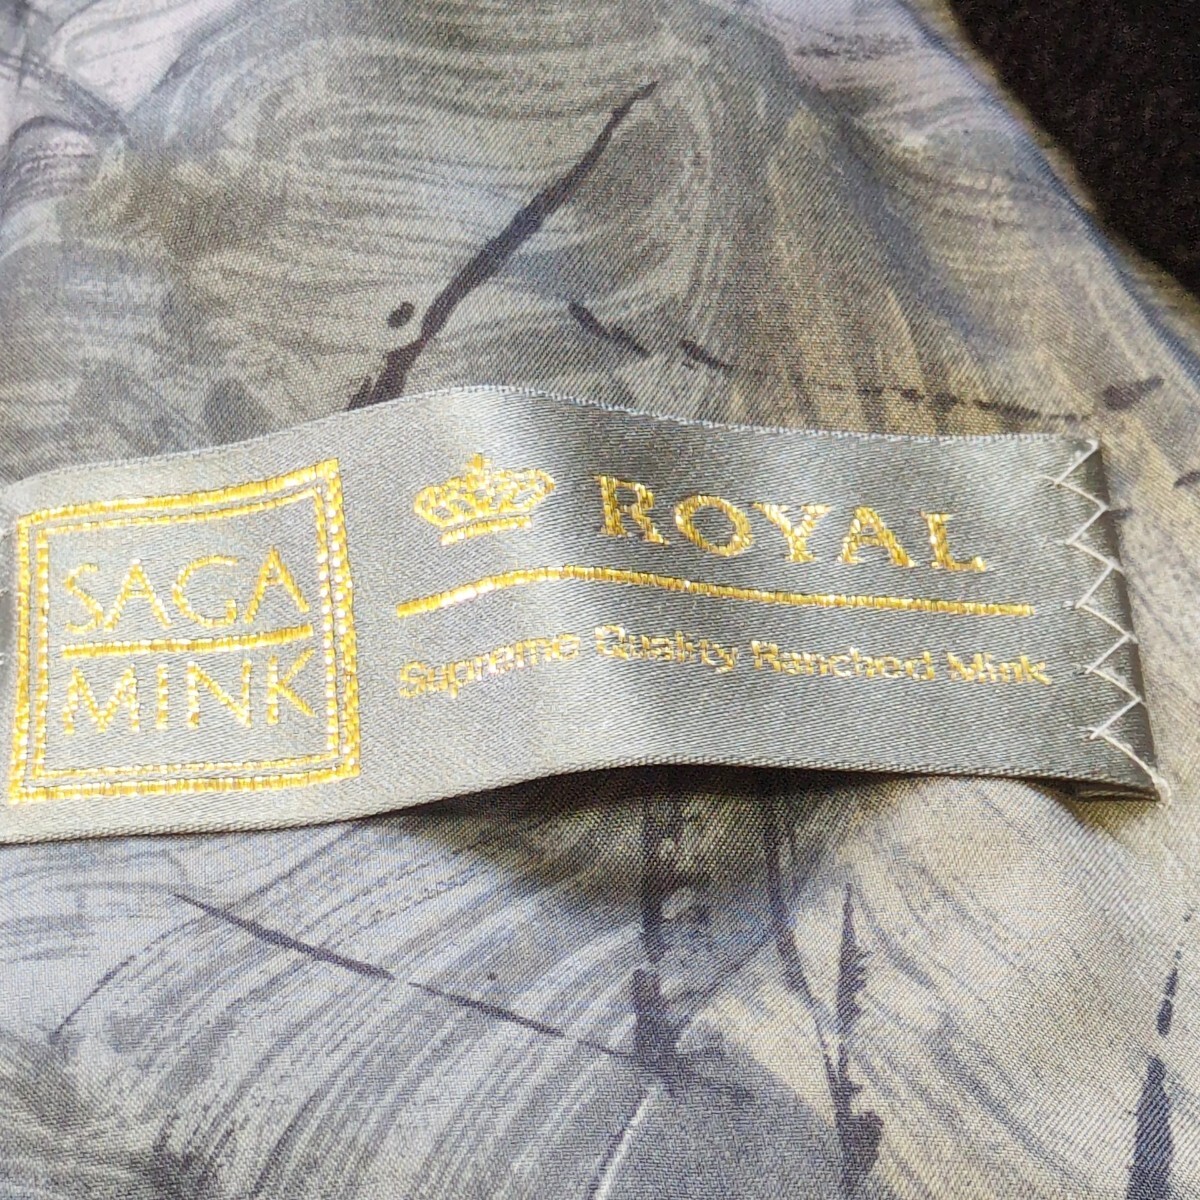 SAGA
MINK
ROYAL
Supreme Quality Ranched Mink